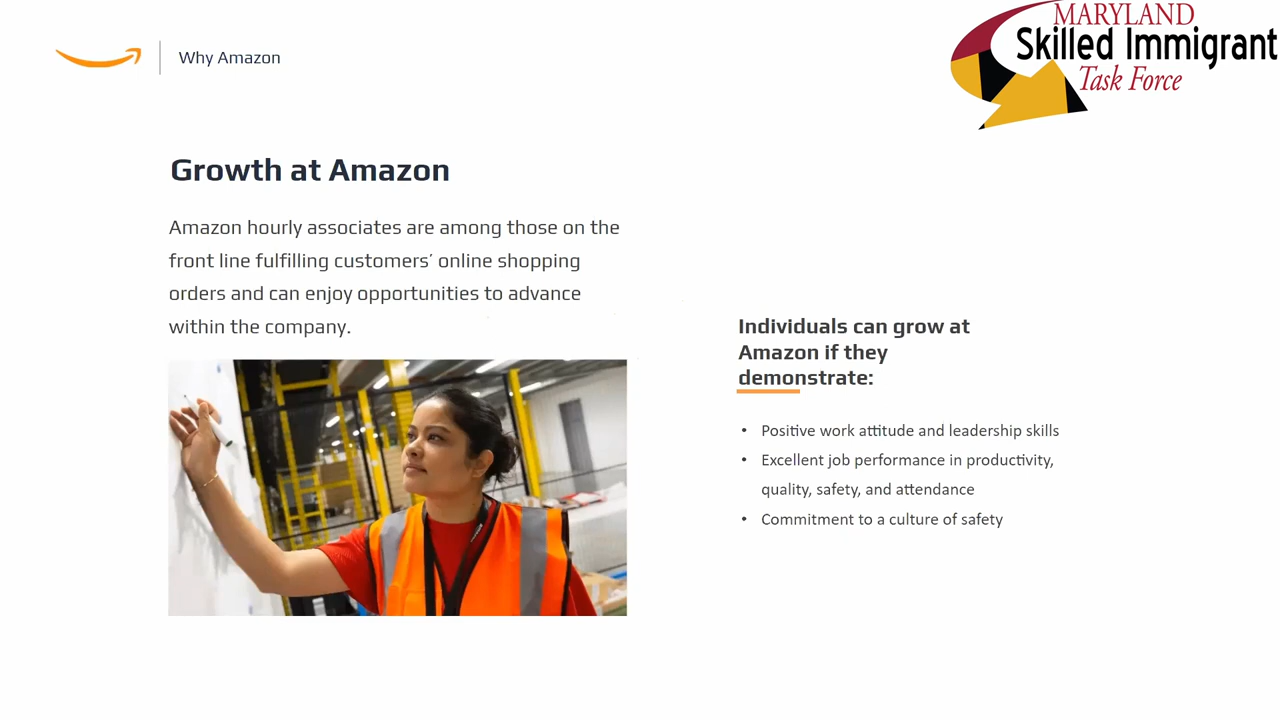 Why Amazon
MARYLAND
Skilled Immigrant
Task Force
Growth at Amazon
Amazon hourly associates are among those on the
front line fulfilling customers’ online shopping
orders and can enjoy opportunities to advance
within the company.
Individuals can grow at
Amazon if they
demonstrate:
• Positive work attitude and leadership skills
• Excellent job performance in productivity,
quality, safety, and attendance
• Commitment to a culture of safety